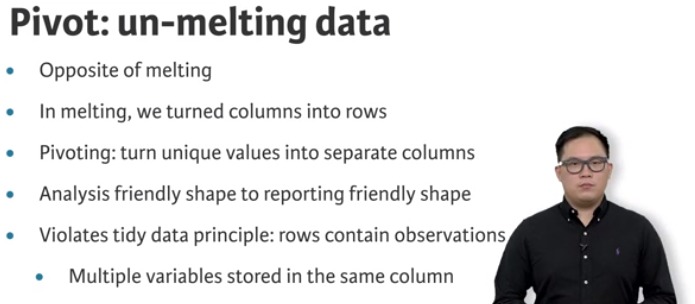 Pivot: un-melting data
Opposite of melting
In melting, we turned columns into rows
Pivoting: turn unique values into separate columns
Analysis friendly shape to reporting friendly shape
Violates tidy data principle: rows contain observations
Multiple variables stored in the same column